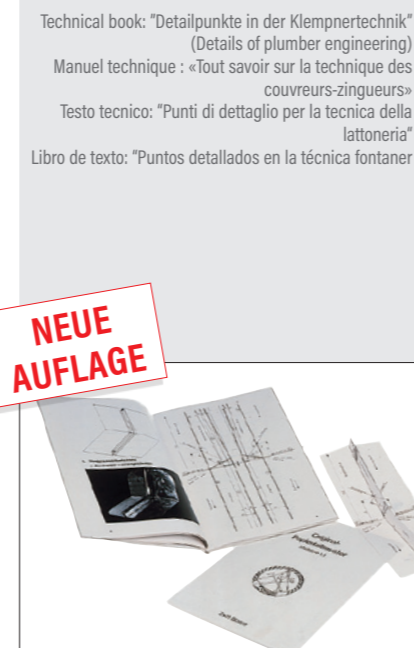 Technical book: "Detailpunkte in der Klempnertechnik"
(Details of plumber engineering)
Manuel technique : «Tout savoir sur la technique des
couvreurs-zingueurs»
Testo tecnico: "Punti di dettaglio per la tecnica della
lattoneria"
Libro de texto: "Puntos detallados en la técnica fontaner
NEUE
AUFLAGE